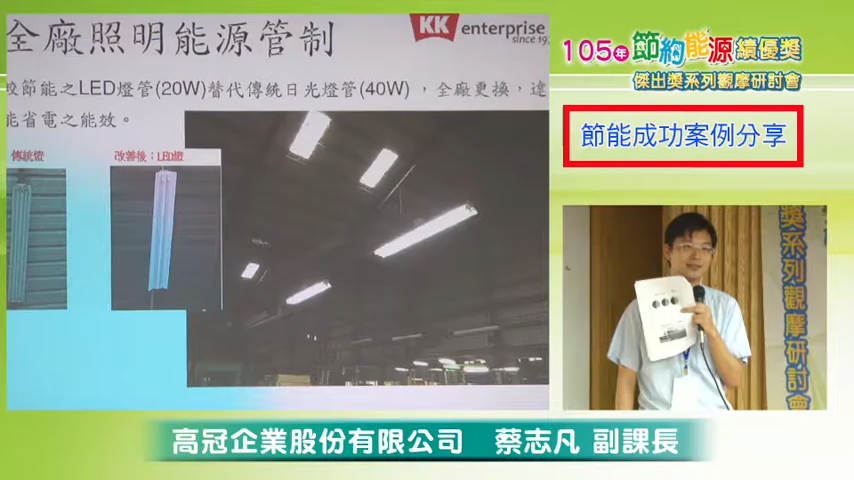 全廠照明能源管制
KK enterprise
since 197
較節能之LED燈管(20W)替代傳統日光燈管(40W)，全廠更換，達
能省電之能效。
傳統燈
改善後：LED燈
105年節約能源績優獎
傑出獎系列觀摩研討會
節能成功案例分享
獎系列觀摩研討會
高冠企業股份有限公司 蔡志凡 副課長